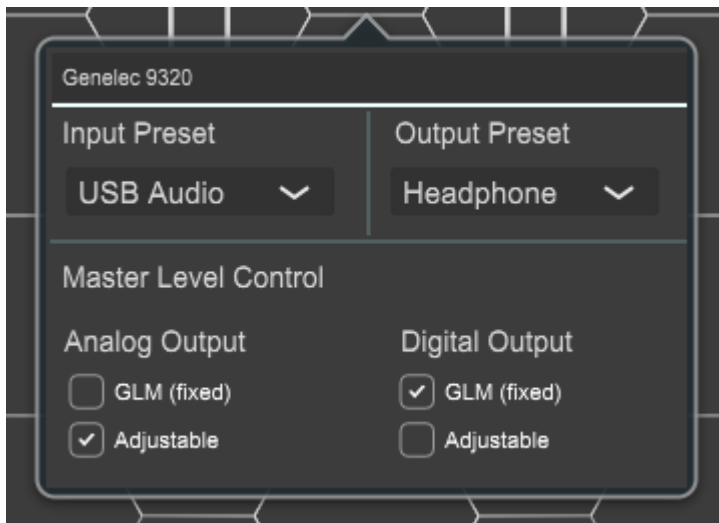 Genelec 9320
Input Preset
Output Preset
USB Audio
Headphone
Master Level Control
Analog Output
Digital Output
GLM (fixed)
GLM (fixed)
Adjustable
Adjustable